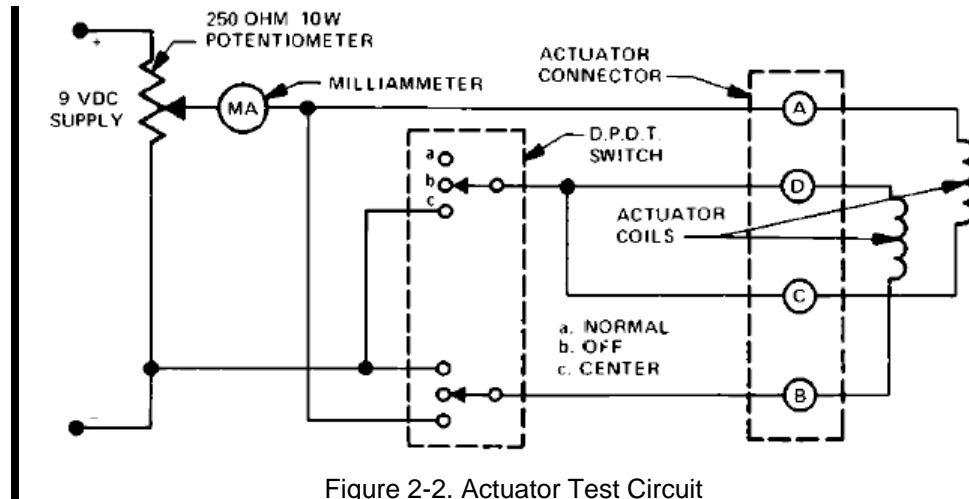 250 OHM 10W
POTENTIOMETER
+
9 VDC
SUPPLY
MILLIAMMETER
MA
ACTUATOR
CONNECTOR
A
D.P.D.T.
SWITCH
a
b
c
D
ACTUATOR
COILS
C
a. NORMAL
b. OFF
c. CENTER
B
–
Figure 2-2. Actuator Test Circuit